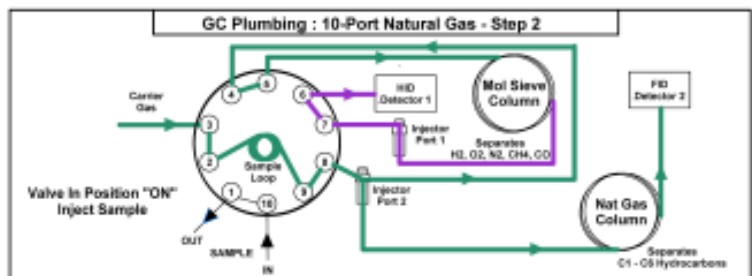 GC Plumbing : 10-Port Natural Gas - Step 2
4
5
6
HID
Detector 1
Mol Sieve
Column
FID
Detector 2
Carrier
Gas
3
7
Injector
Port 1
Separates
H2, O2, N2, CH4, CO
2
Sample
Loop
8
Valve In Position "ON"
Inject Sample
1
10
9
Injector
Port 2
Nat Gas
Column
OUT
SAMPLE
IN
Separates
C1 - C6 Hydrocarbons